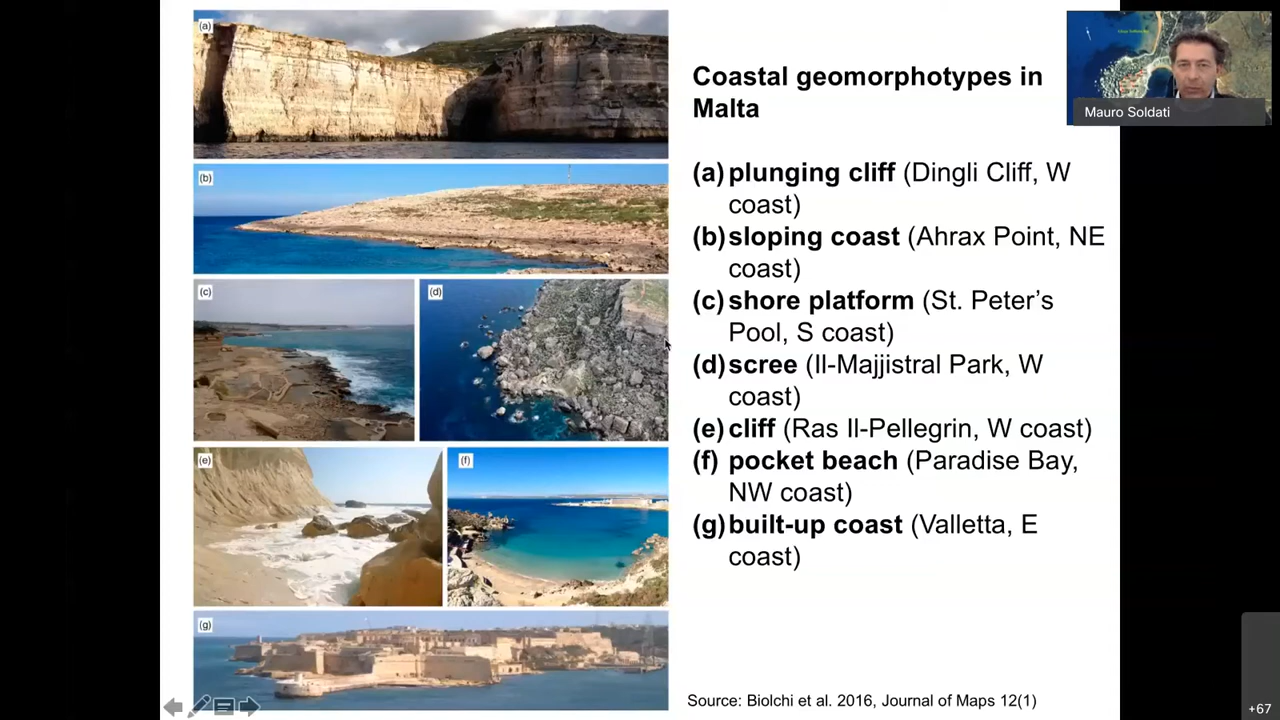 (a)
(b)
(c)
(d)
(e)
(f)
(g)
Coastal geomorphotypes in
Malta
(a) plunging cliff (Dingli Cliff, W
coast)
(b) sloping coast (Ahrax Point, NE
coast)
(c) shore platform (St. Peter’s
Pool, S coast)
(d) scree (Il-Majjistral Park, W
coast)
(e) cliff (Ras Il-Pellegrin, W coast)
(f) pocket beach (Paradise Bay,
NW coast)
(g) built-up coast (Valletta, E
coast)
Source: Biolchi et al. 2016, Journal of Maps 12(1)
Mauro Soldati
+67